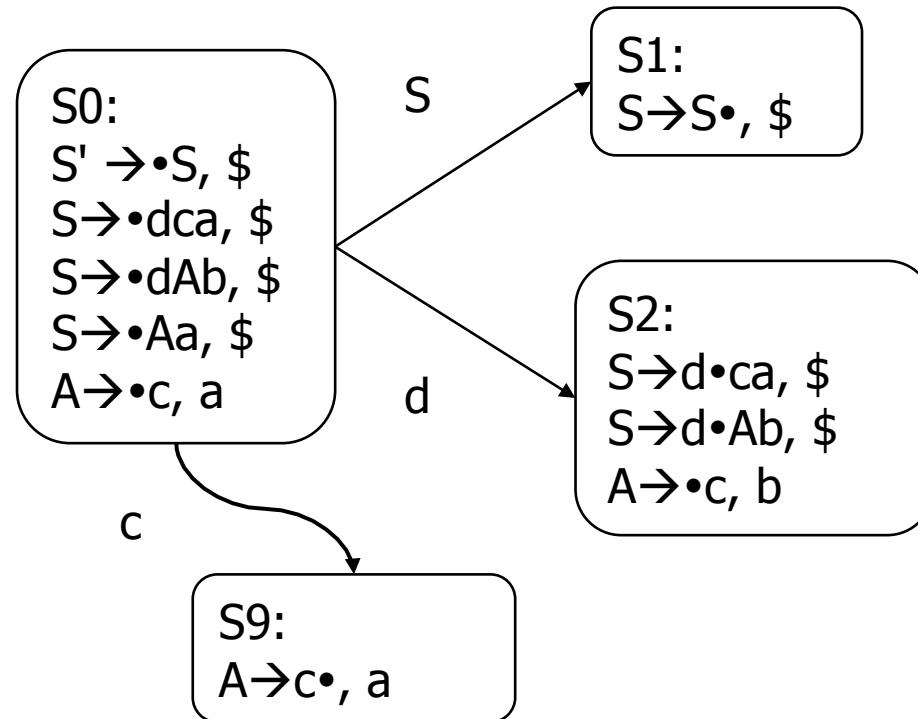 S0:
S' →•S, $
S→•dca, $
S→•dAb, $
S→•Aa, $
A→•c, a
S
S1:
S→S•, $
d
S2:
S→d•ca, $
S→d•Ab, $
A→•c, b
c
S9:
A→c•, a